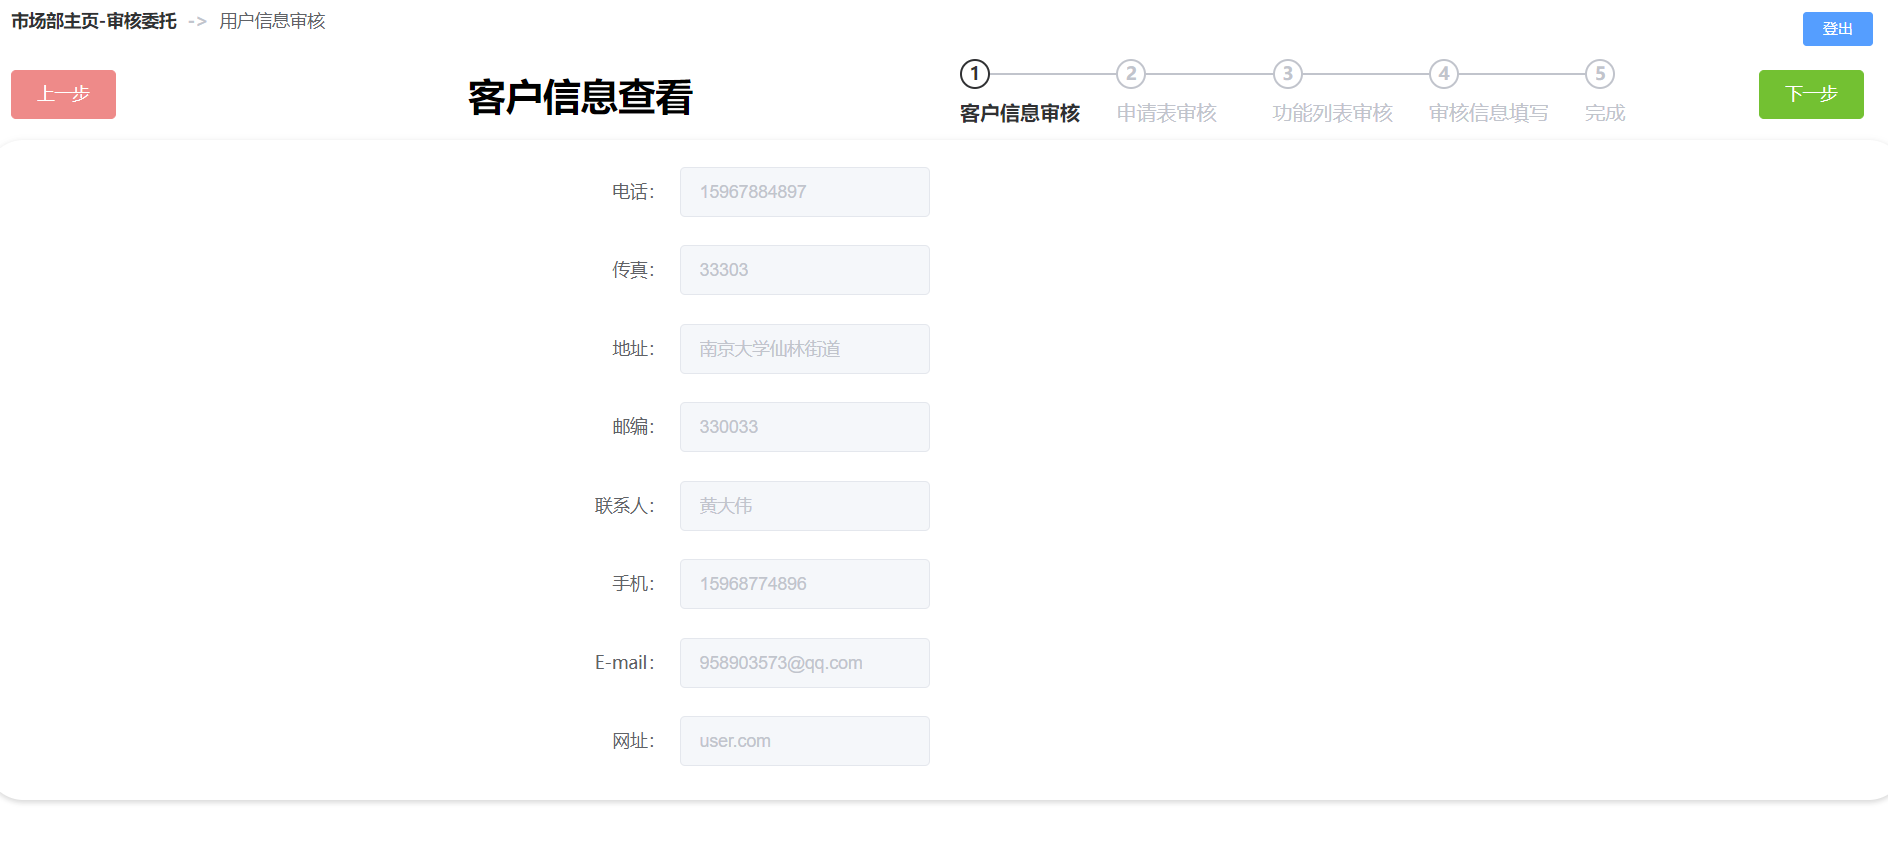 市场部主页-审核委托 -> 用户信息审核
登出
上一步
客户信息查看
1 2 3 4 5
客户信息审核 申请表审核 功能列表审核 审核信息填写 完成
下一步
电话： 15967884897
传真： 33303
地址： 南京大学仙林街道
邮编： 330033
联系人： 黄大伟
手机： 15968774896
E-mail： 958903573@qq.com
网址： user.com